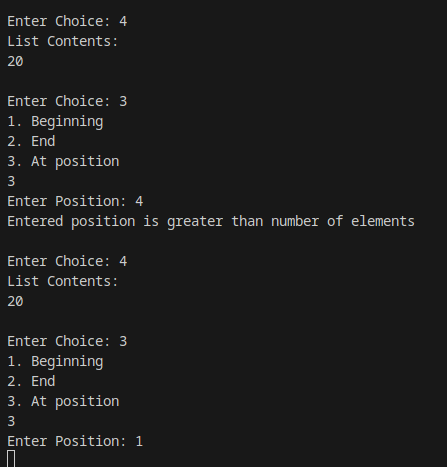 Enter Choice: 4
List Contents:
20
Enter Choice: 3
1. Beginning
2. End
3. At position
3
Enter Position: 4
Entered position is greater than number of elements
Enter Choice: 4
List Contents:
20
Enter Choice: 3
1. Beginning
2. End
3. At position
3
Enter Position: 1